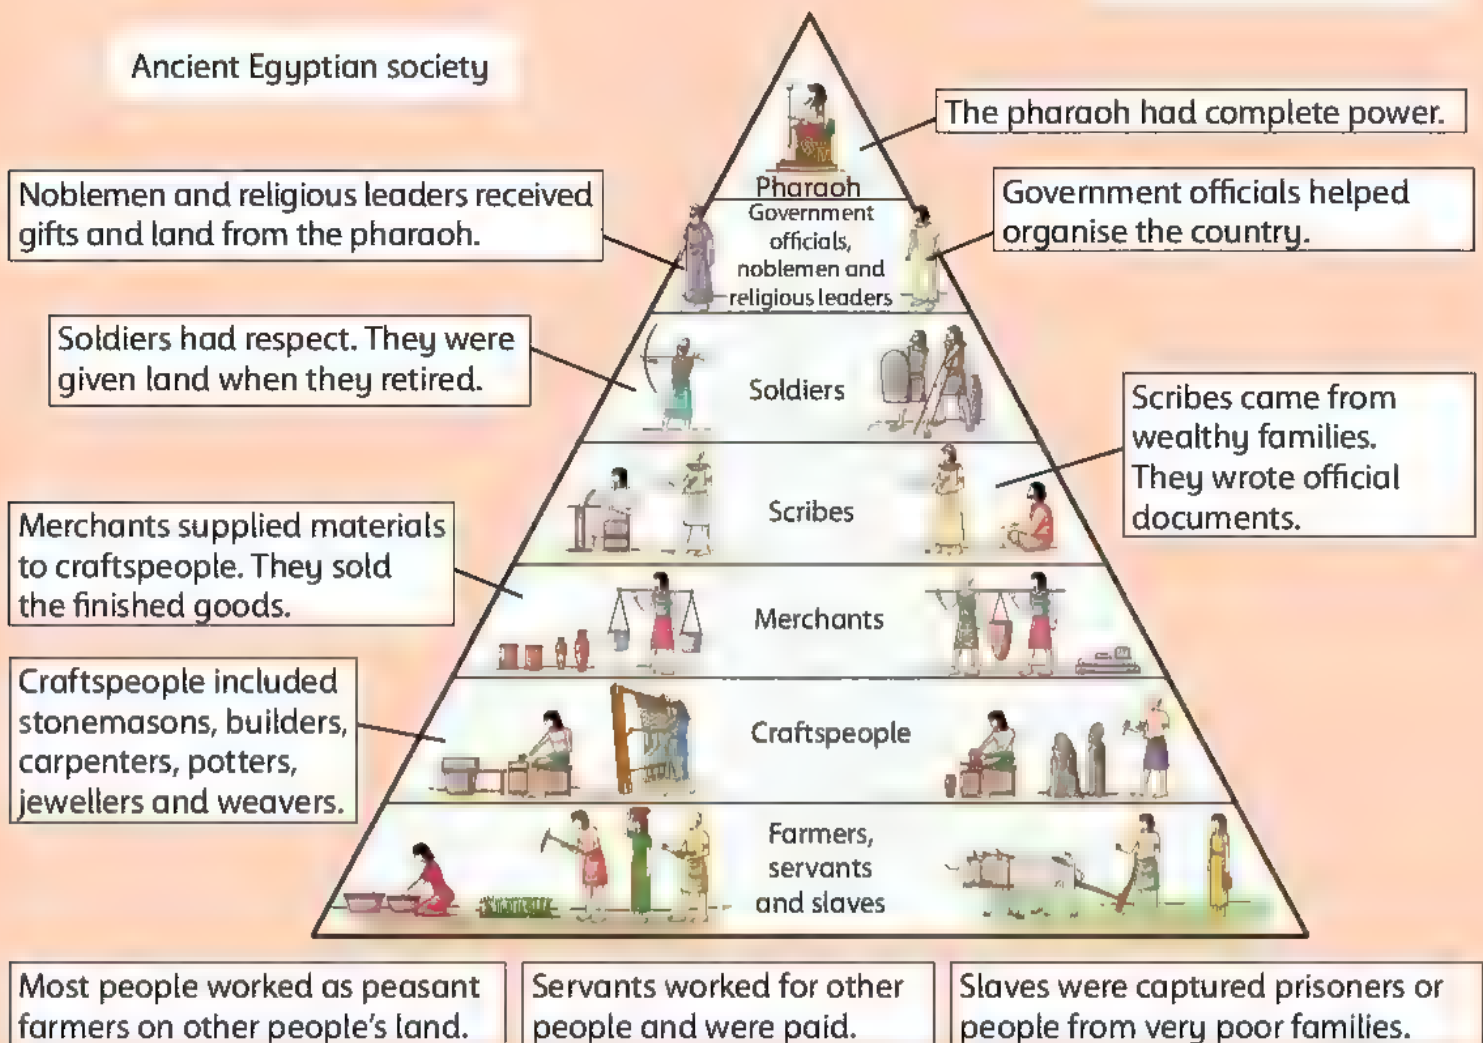 Ancient Egyptian society
The pharaoh had complete power.
Noblemen and religious leaders received
gifts and land from the pharaoh.
Government officials helped
organise the country.
Pharaoh
Government
officials,
noblemen and
religious leaders
Soldiers had respect. They were
given land when they retired.
Soldiers
Scribes came from
wealthy families.
They wrote official
documents.
Scribes
Merchants supplied materials
to craftspeople. They sold
the finished goods.
Merchants
Craftspeople included
stonemasons, builders,
carpenters, potters,
jewellers and weavers.
Craftspeople
Farmers,
servants
and slaves
Most people worked as peasant
farmers on other people's land.
Servants worked for other
people and were paid.
Slaves were captured prisoners or
people from very poor families.